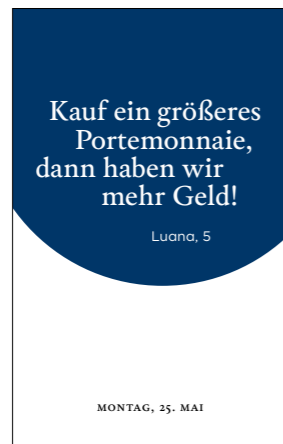 Kauf ein größeres
Portemonnaie,
dann haben wir
mehr Geld!
Luana, 5
MONTAG, 25. MAI